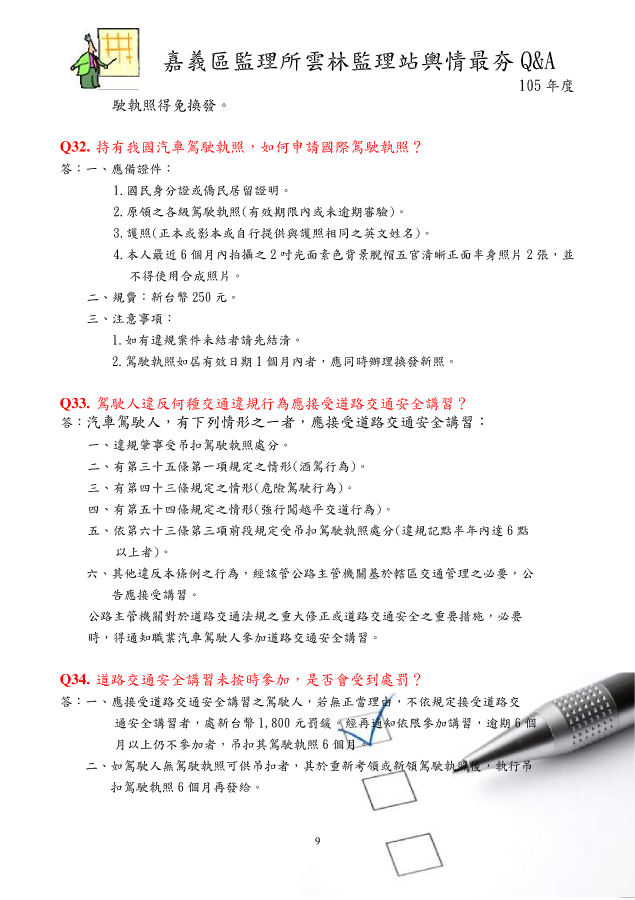 嘉義區監理所雲林監理站輿情最夯 Q&A
105 年度
駛執照得免換發。
Q32. 持有我國汽車駕駛執照，如何申請國際駕駛執照？
答：一、應備證件：
1.國民身分證或僑民居留證明。
2.原領之各級駕駛執照(有效期限內或未逾期審驗)。
3.護照(正本或影本或自行提供與護照相同之英文姓名)。
4.本人最近 6 個月內拍攝之 2 吋光面素色背景脫帽五官清晰正面半身照片 2 張，並
不得使用合成照片。
二、規費：新台幣 250 元。
三、注意事項：
1.如有違規案件未結者請先結清。
2.駕駛執照如屆有效日期 1 個月內者，應同時辦理換發新照。
Q33. 駕駛人違反何種交通違規行為應接受道路交通安全講習？
答：汽車駕駛人，有下列情形之一者，應接受道路交通安全講習：
一、違規肇事受吊扣駕駛執照處分。
二、有第三十五條第一項規定之情形(酒駕行為)。
三、有第四十三條規定之情形(危險駕駛行為)。
四、有第五十四條規定之情形(強行闖越平交道行為)。
五、依第六十三條第三項前段規定受吊扣駕駛執照處分(違規記點半年內達 6 點
以上者)。
六、其他違反本條例之行為，經該管公路主管機關基於轄區交通管理之必要，公
告應接受講習。
公路主管機關對於道路交通法規之重大修正或道路交通安全之重要措施，必要
時，得通知職業汽車駕駛人參加道路交通安全講習。
Q34. 道路交通安全講習未按時參加，是否會受到處罰？
答：一、應接受道路交通安全講習之駕駛人，若無正當理由，不依規定接受道路交
通安全講習者，處新台幣 1,800 元罰鍰。經再通知依限參加講習，逾期 6 個
月以上仍不參加者，吊扣其駕駛執照 6 個月。
二、如駕駛人無駕駛執照可供吊扣者，其於重新考領或新領駕駛執照後，執行吊
扣駕駛執照 6 個月再發給。
9